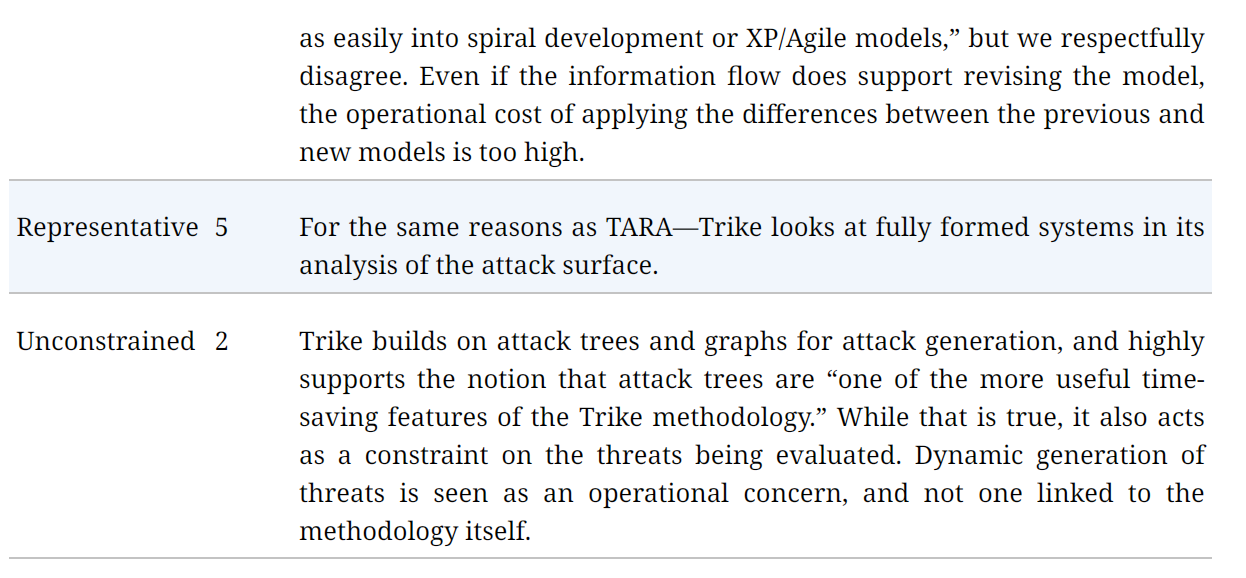 as easily into spiral development or XP/Agile models,” but we respectfully
disagree. Even if the information flow does support revising the model,
the operational cost of applying the differences between the previous and
new models is too high.
Representative 5 For the same reasons as TARA—Trike looks at fully formed systems in its
analysis of the attack surface.
Unconstrained 2 Trike builds on attack trees and graphs for attack generation, and highly
supports the notion that attack trees are “one of the more useful time-
saving features of the Trike methodology.” While that is true, it also acts
as a constraint on the threats being evaluated. Dynamic generation of
threats is seen as an operational concern, and not one linked to the
methodology itself.